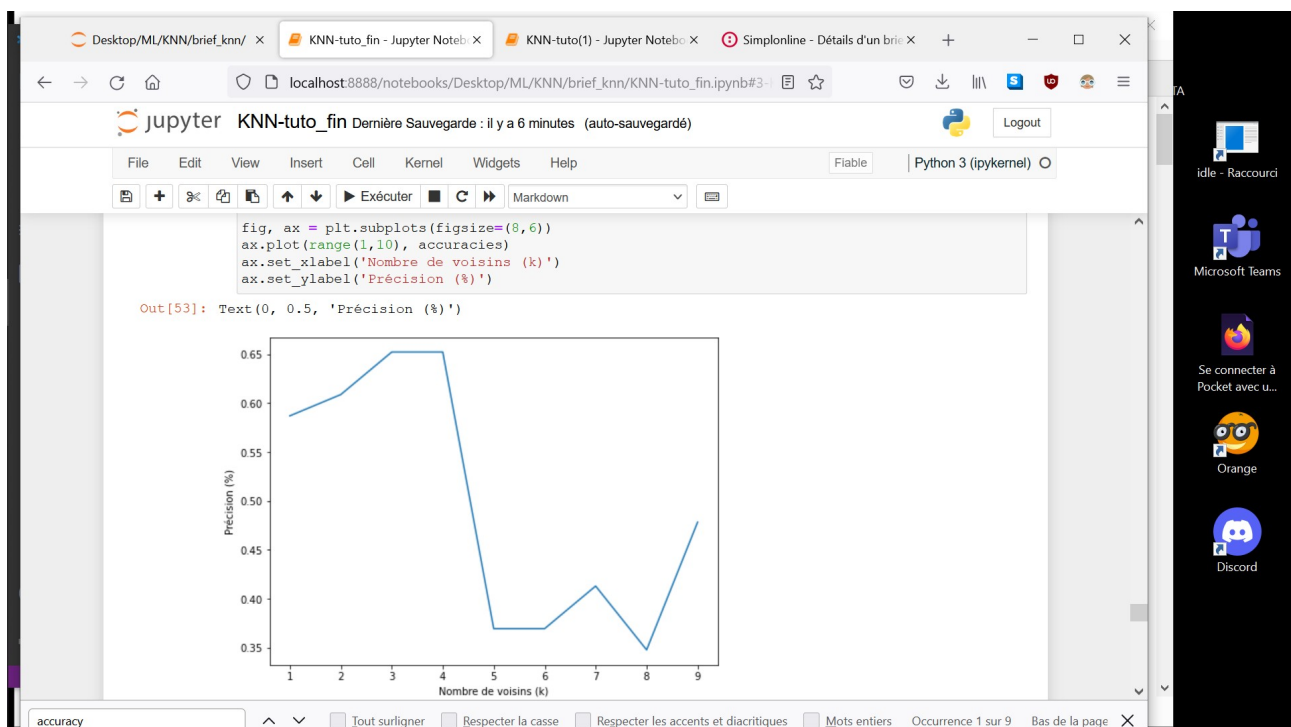 Desktop/ML/KNN/brief_knn/
KNN-tuto_fin - Jupyter Noteb
KNN-tuto(1) - Jupyter Notebo
Simplonline - Détails d'un brie
localhost:8888/notebooks/Desktop/ML/KNN/brief_knn/KNN-tuto_fin.ipynb#3-
TA
jupyter KNN-tuto_fin Dernière Sauvegarde : il y a 6 minutes (auto-sauvegardé)
Logout
File Edit View Insert Cell Kernel Widgets Help
Fiable
Python 3 (ipykernel)
Exécuter
Markdown
fig, ax = plt.subplots(figsize=(8,6))
ax.plot(range(1,10), accuracies)
ax.set_xlabel('Nombre de voisins (k)')
ax.set_ylabel('Précision (%)')
Out[53]: Text(0, 0.5, 'Précision (%)')
0.65
0.60
0.55
0.50
0.45
0.40
0.35
Précision (%)
1 2 3 4 5 6 7 8 9
Nombre de voisins (k)
accuracy
Tout surligner
Respecter la casse
Respecter les accents et diacritiques
Mots entiers
Occurrence 1 sur 9
Bas de la page
idle - Raccourci
Microsoft Teams
Se connecter à
Pocket avec u...
Orange
Discord